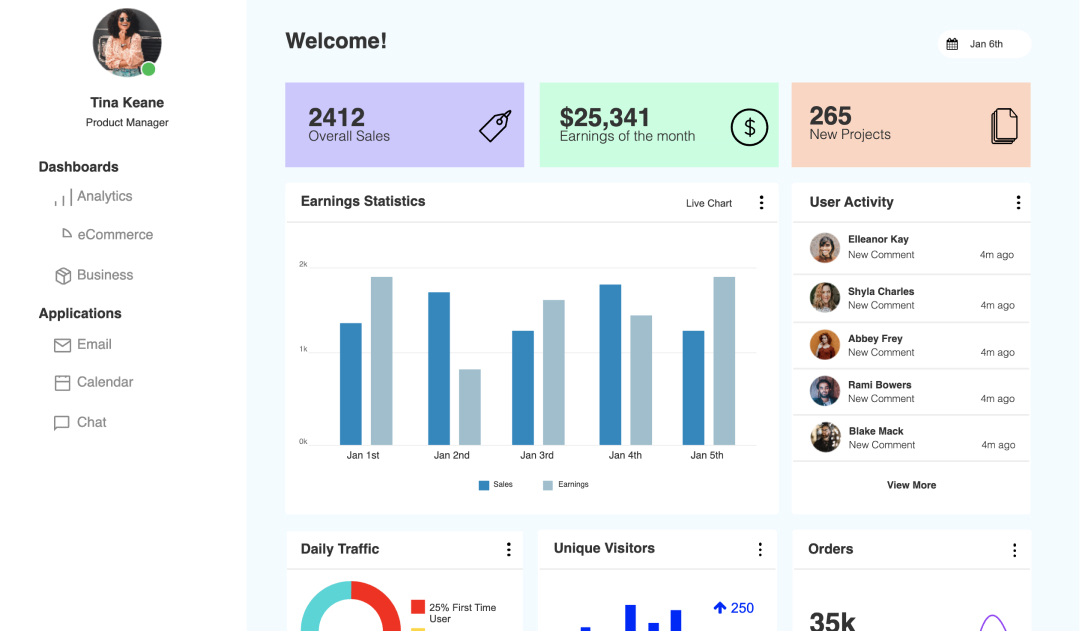 Tina Keane
Product Manager
Dashboards
Analytics
eCommerce
Business
Applications
Email
Calendar
Chat
Welcome!
Jan 6th
2412
Overall Sales
$25,341
Earnings of the month
$
265
New Projects
Earnings Statistics
Live Chart
2k
1k
0k
Jan 1st
Jan 2nd
Jan 3rd
Jan 4th
Jan 5th
Sales
Earnings
User Activity
Elleanor Kay
New Comment
4m ago
Shyla Charles
New Comment
4m ago
Abbey Frey
New Comment
4m ago
Rami Bowers
New Comment
4m ago
Blake Mack
New Comment
4m ago
View More
Daily Traffic
25% First Time
User
Unique Visitors
250
Orders
35k